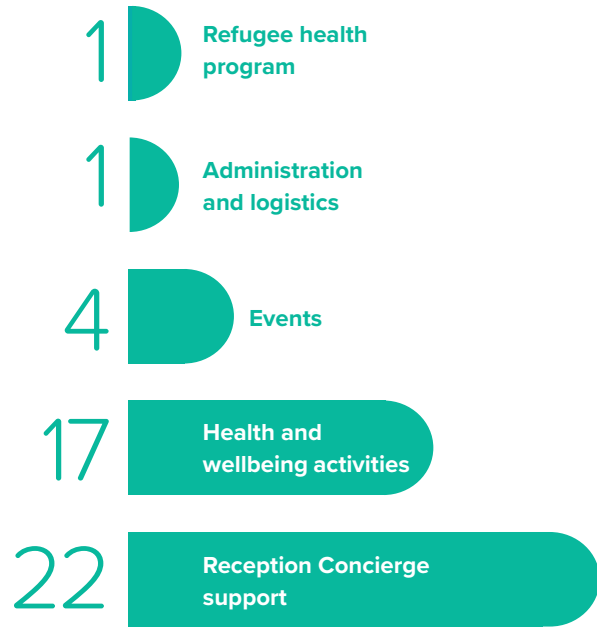 1
Refugee health
program
1
Administration
and logistics
4
Events
17
Health and
wellbeing activities
22
Reception Concierge
support